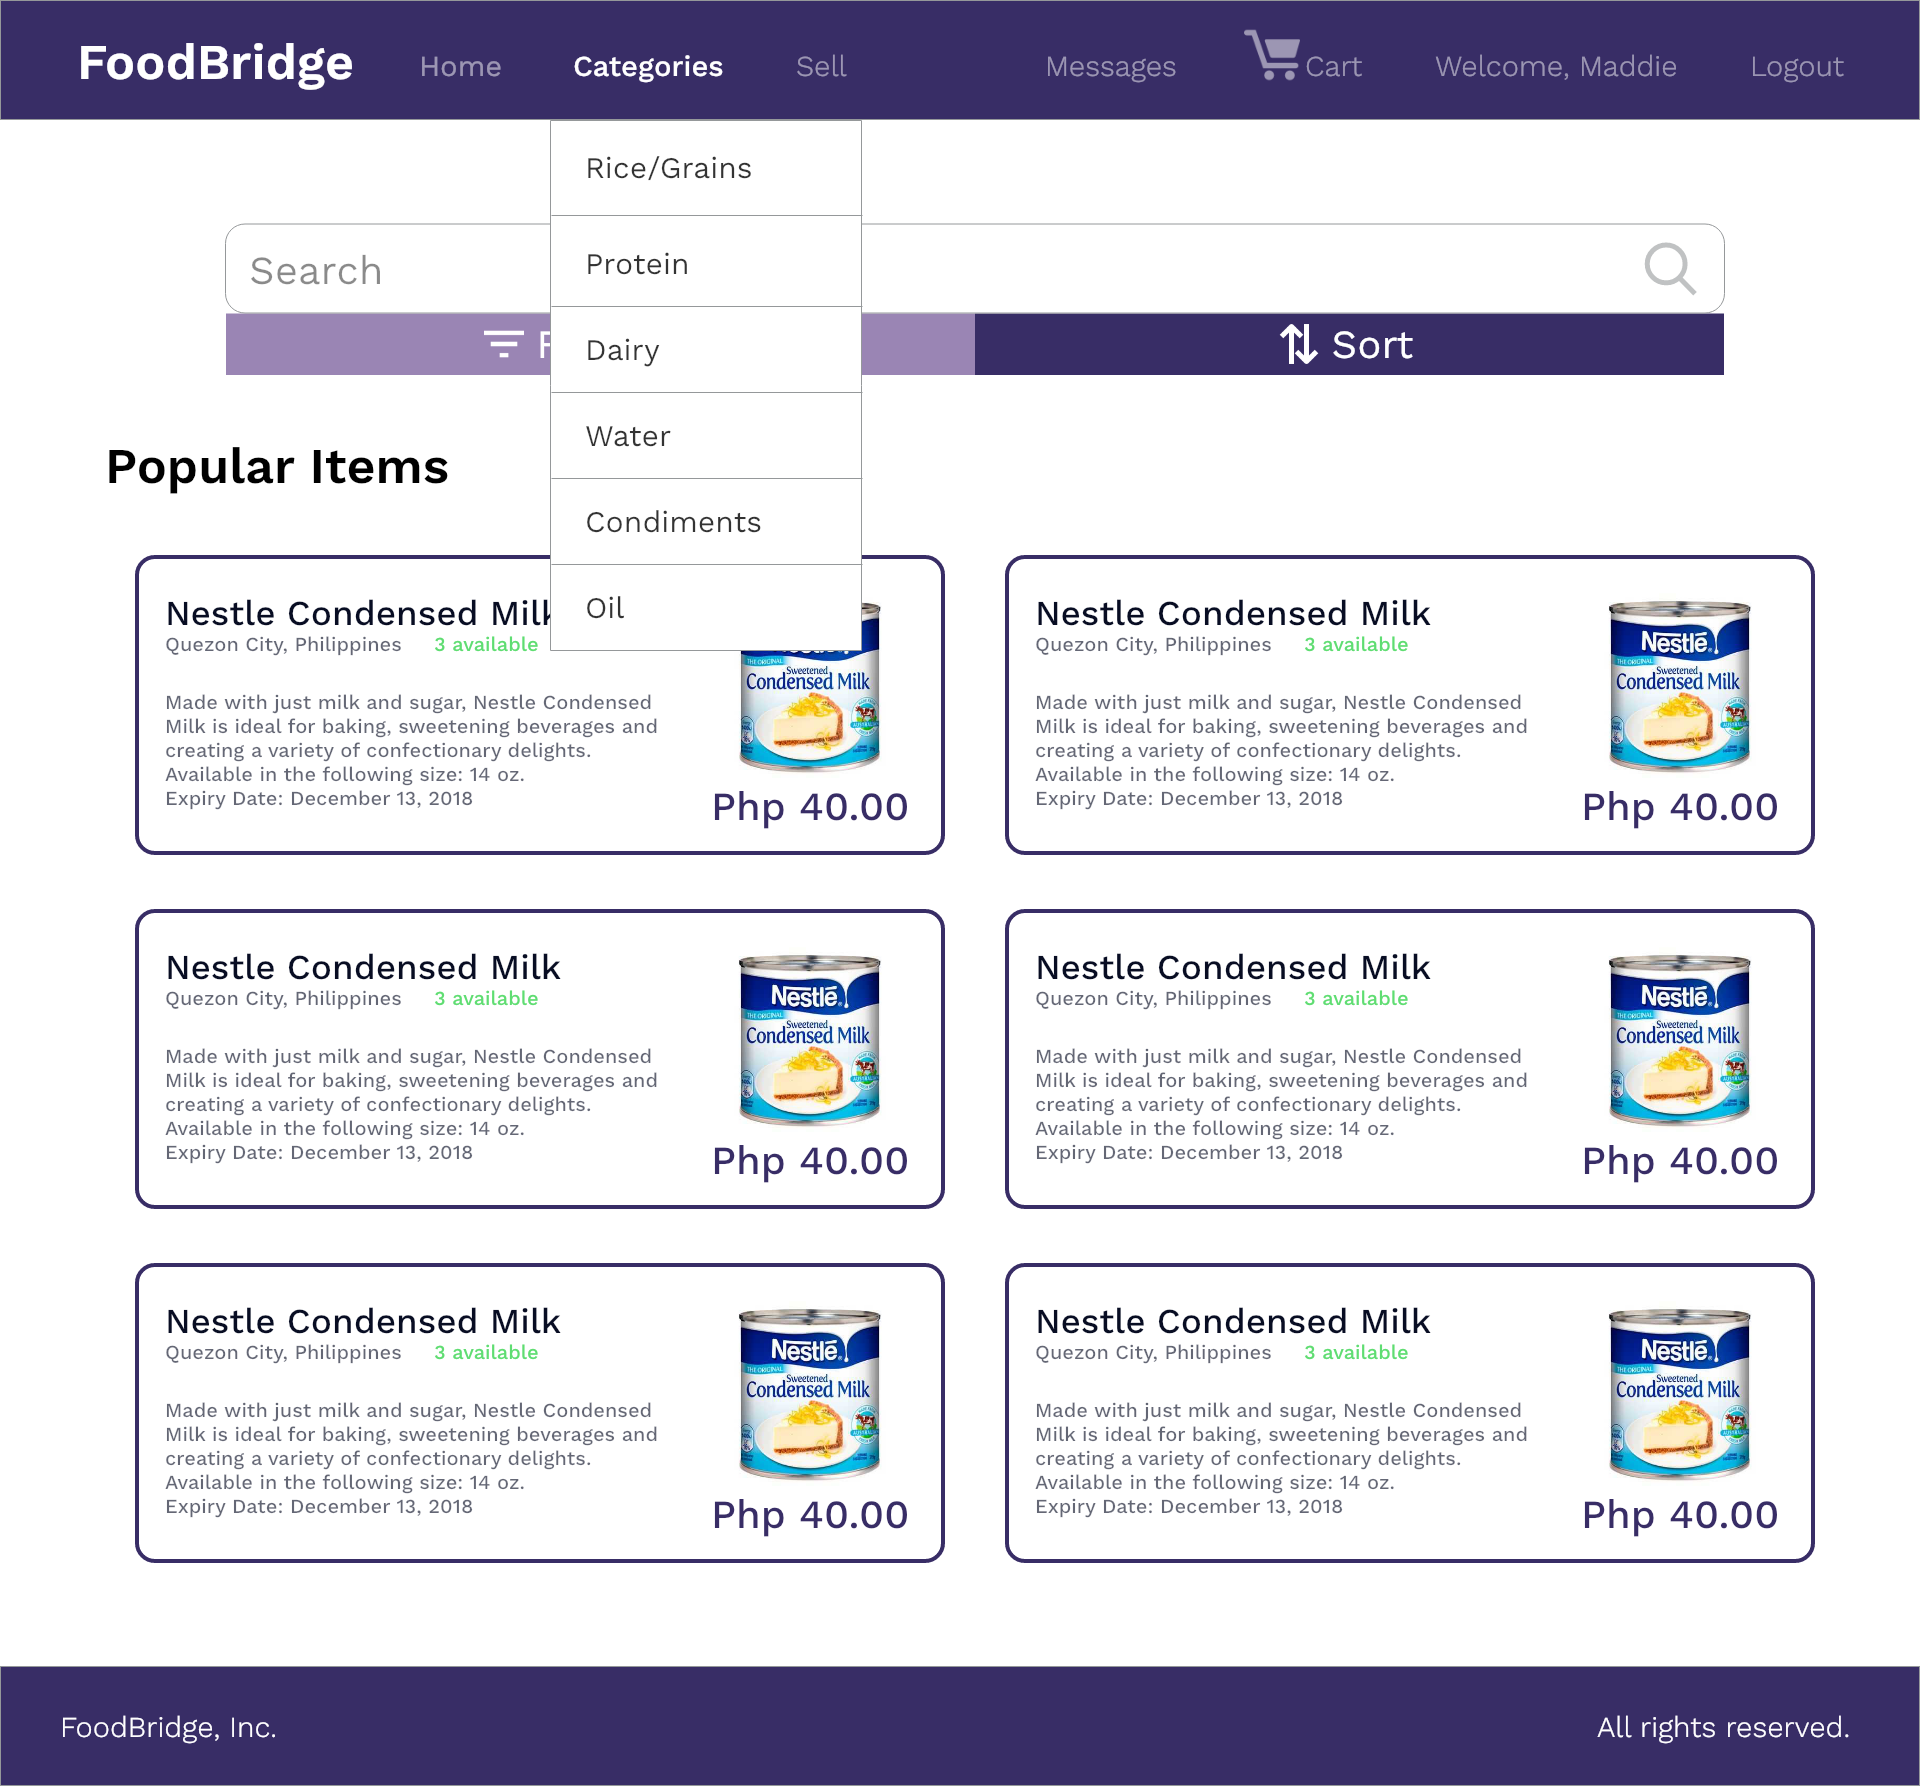 FoodBridge
Home
Categories
Sell
Messages
Cart
Welcome, Maddie
Logout
Rice/Grains
Protein
Dairy
Water
Condiments
Oil
Search
Sort
Popular Items
Nestle Condensed Milk
Quezon City, Philippines 3 available
Made with just milk and sugar, Nestle Condensed
Milk is ideal for baking, sweetening beverages and
creating a variety of confectionary delights.
Available in the following size: 14 oz.
Expiry Date: December 13, 2018
THE ORIGINAL
Sweetened
Condensed Milk
Php 40.00
Nestle Condensed Milk
Quezon City, Philippines 3 available
Made with just milk and sugar, Nestle Condensed
Milk is ideal for baking, sweetening beverages and
creating a variety of confectionary delights.
Available in the following size: 14 oz.
Expiry Date: December 13, 2018
Nestlé
THE ORIGINAL
Sweetened
Condensed Milk
Php 40.00
Nestle Condensed Milk
Quezon City, Philippines 3 available
Made with just milk and sugar, Nestle Condensed
Milk is ideal for baking, sweetening beverages and
creating a variety of confectionary delights.
Available in the following size: 14 oz.
Expiry Date: December 13, 2018
Nestlé
THE ORIGINAL
Sweetened
Condensed Milk
Php 40.00
Nestle Condensed Milk
Quezon City, Philippines 3 available
Made with just milk and sugar, Nestle Condensed
Milk is ideal for baking, sweetening beverages and
creating a variety of confectionary delights.
Available in the following size: 14 oz.
Expiry Date: December 13, 2018
Nestlé
THE ORIGINAL
Sweetened
Condensed Milk
Php 40.00
Nestle Condensed Milk
Quezon City, Philippines 3 available
Made with just milk and sugar, Nestle Condensed
Milk is ideal for baking, sweetening beverages and
creating a variety of confectionary delights.
Available in the following size: 14 oz.
Expiry Date: December 13, 2018
Nestlé
THE ORIGINAL
Sweetened
Condensed Milk
Php 40.00
Nestle Condensed Milk
Quezon City, Philippines 3 available
Made with just milk and sugar, Nestle Condensed
Milk is ideal for baking, sweetening beverages and
creating a variety of confectionary delights.
Available in the following size: 14 oz.
Expiry Date: December 13, 2018
Nestlé
THE ORIGINAL
Sweetened
Condensed Milk
Php 40.00
FoodBridge, Inc.
All rights reserved.